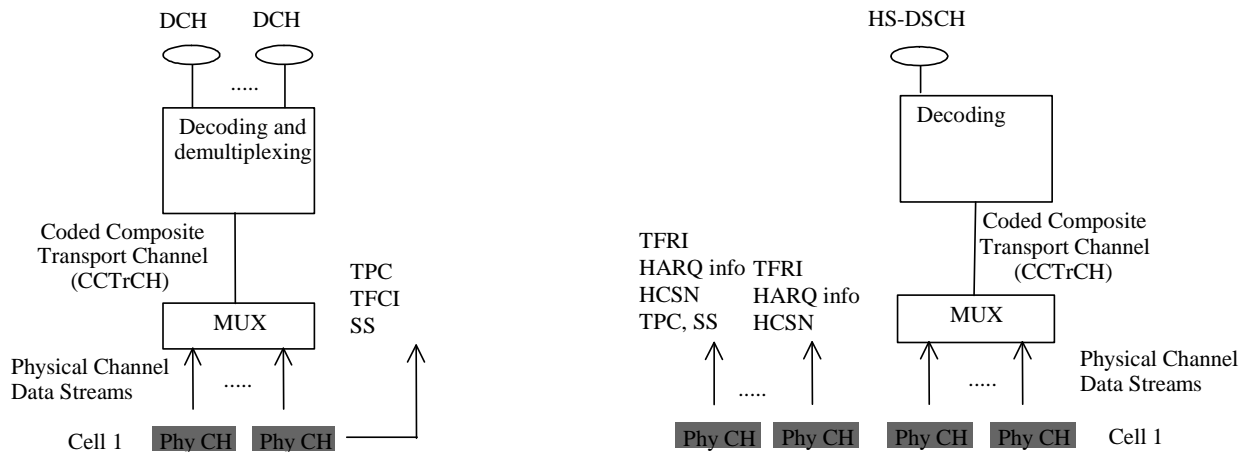 DCH DCH
.....
Decoding and
demultiplexing
Coded Composite
Transport Channel
(CCTrCH)
TPC
TFCI
SS
MUX
Physical Channel
Data Streams
.....
Cell 1 Phy CH Phy CH
HS-DSCH
Decoding
Coded Composite
Transport Channel
(CCTrCH)
TFRI
HARQ info
HCSN
TPC, SS
TFRI
HARQ info
HCSN
MUX
Physical Channel
Data Streams
.....
.....
Phy CH Phy CH Phy CH Phy CH Cell 1